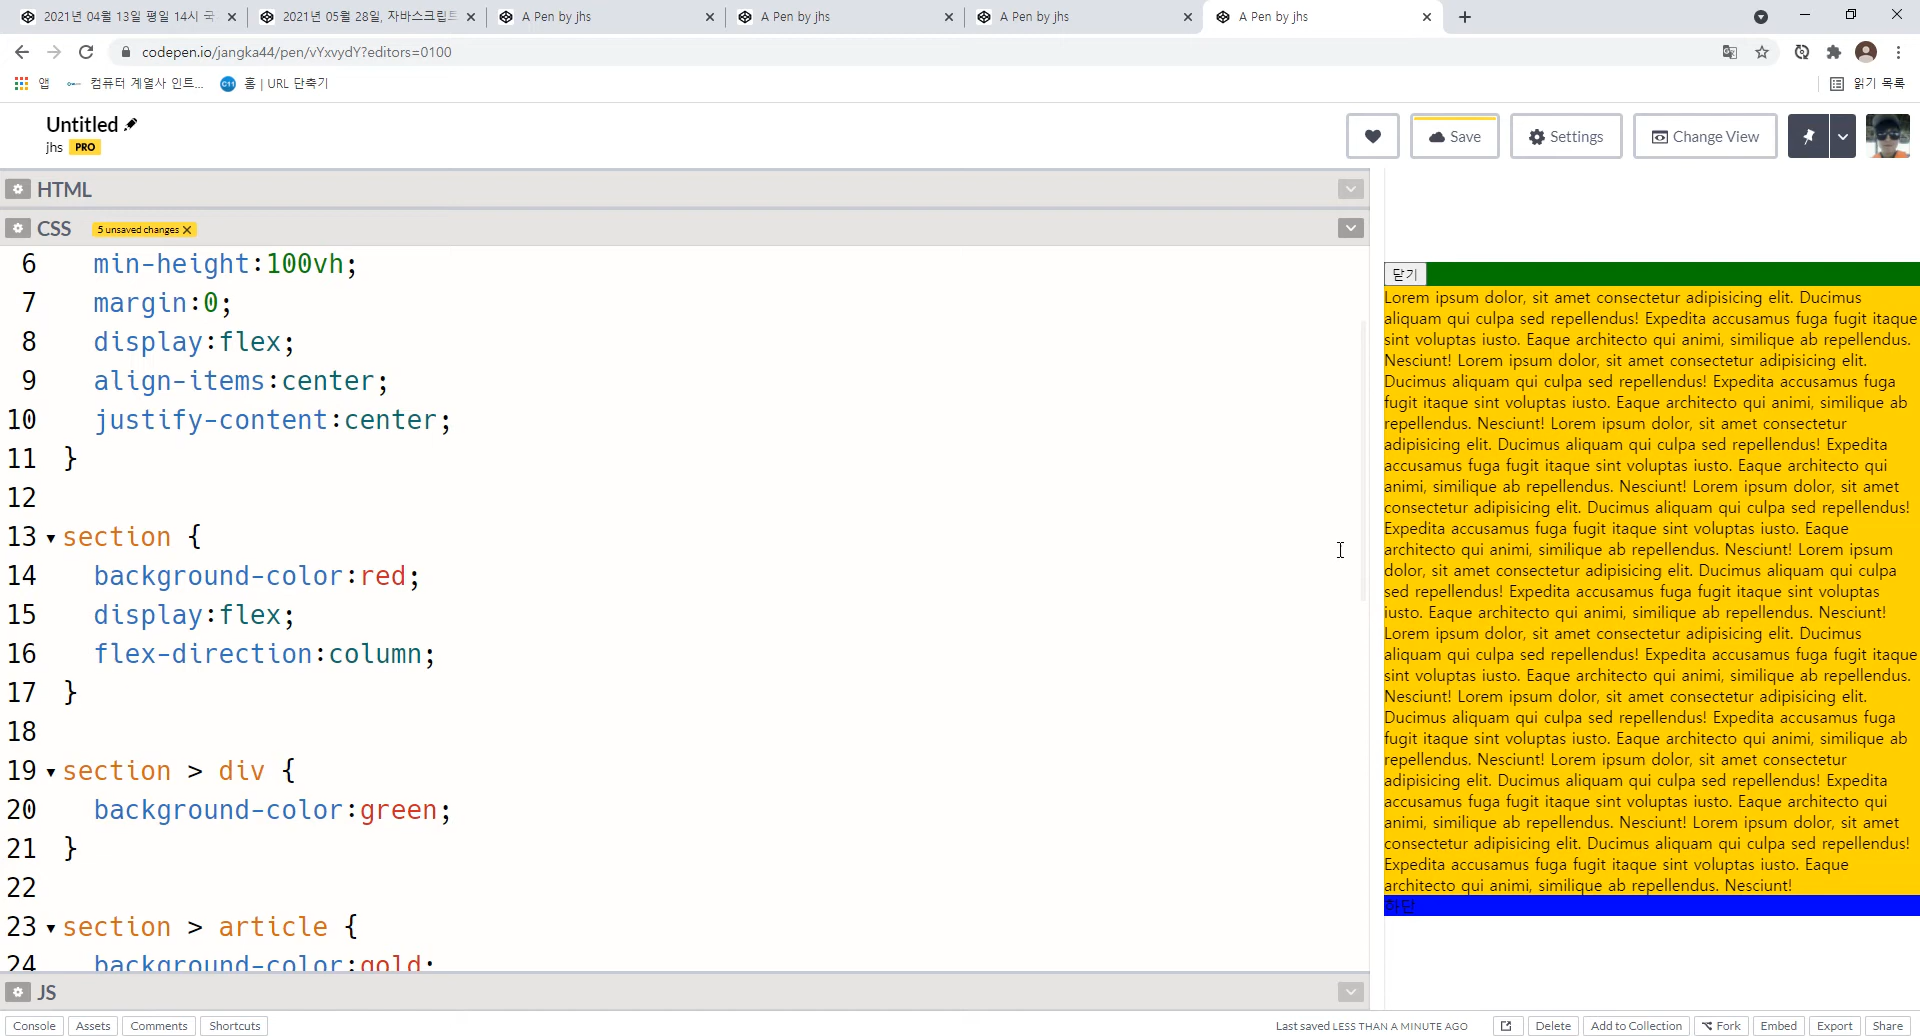 2021년 04월 13일 평일 14시 국
2021년 05월 28일, 자바스크립트
A Pen by jhs
A Pen by jhs
A Pen by jhs
A Pen by jhs
codepen.io/jangka44/pen/vYxvydY?editors=0100
앱
컴퓨터 계열사 인트...
홈 | URL 단축기
읽기 목록
Untitled
jhs PRO
Save
Settings
Change View
HTML
CSS
5 unsaved changes
6 min-height:100vh;
7 margin:0;
8 display:flex;
9 align-items:center;
10 justify-content:center;
11 }
12
13 section {
14 background-color:red;
15 display:flex;
16 flex-direction:column;
17 }
18
19 section > div {
20 background-color:green;
21 }
22
23 section > article {
24 background-color:gold;
JS
닫기
Lorem ipsum dolor, sit amet consectetur adipisicing elit. Ducimus
aliquam qui culpa sed repellendus! Expedita accusamus fuga fugit itaque
sint voluptas iusto. Eaque architecto qui animi, similique ab repellendus.
Nesciunt! Lorem ipsum dolor, sit amet consectetur adipisicing elit.
Ducimus aliquam qui culpa sed repellendus! Expedita accusamus fuga
fugit itaque sint voluptas iusto. Eaque architecto qui animi, similique ab
repellendus. Nesciunt! Lorem ipsum dolor, sit amet consectetur
adipisicing elit. Ducimus aliquam qui culpa sed repellendus! Expedita
accusamus fuga fugit itaque sint voluptas iusto. Eaque architecto qui
animi, similique ab repellendus. Nesciunt! Lorem ipsum dolor, sit amet
consectetur adipisicing elit. Ducimus aliquam qui culpa sed repellendus!
Expedita accusamus fuga fugit itaque sint voluptas iusto. Eaque
architecto qui animi, similique ab repellendus. Nesciunt! Lorem ipsum
dolor, sit amet consectetur adipisicing elit. Ducimus aliquam qui culpa
sed repellendus! Expedita accusamus fuga fugit itaque sint voluptas
iusto. Eaque architecto qui animi, similique ab repellendus. Nesciunt!
Lorem ipsum dolor, sit amet consectetur adipisicing elit. Ducimus
aliquam qui culpa sed repellendus! Expedita accusamus fuga fugit itaque
sint voluptas iusto. Eaque architecto qui animi, similique ab repellendus.
Nesciunt! Lorem ipsum dolor, sit amet consectetur adipisicing elit.
Ducimus aliquam qui culpa sed repellendus! Expedita accusamus fuga
fugit itaque sint voluptas iusto. Eaque architecto qui animi, similique ab
repellendus. Nesciunt! Lorem ipsum dolor, sit amet consectetur
adipisicing elit. Ducimus aliquam qui culpa sed repellendus! Expedita
accusamus fuga fugit itaque sint voluptas iusto. Eaque architecto qui
animi, similique ab repellendus. Nesciunt! Lorem ipsum dolor, sit amet
consectetur adipisicing elit. Ducimus aliquam qui culpa sed repellendus!
Expedita accusamus fuga fugit itaque sint voluptas iusto. Eaque
architecto qui animi, similique ab repellendus. Nesciunt!
하단
Console
Assets
Comments
Shortcuts
Last saved LESS THAN A MINUTE AGO
Delete
Add to Collection
Fork
Embed
Export
Share